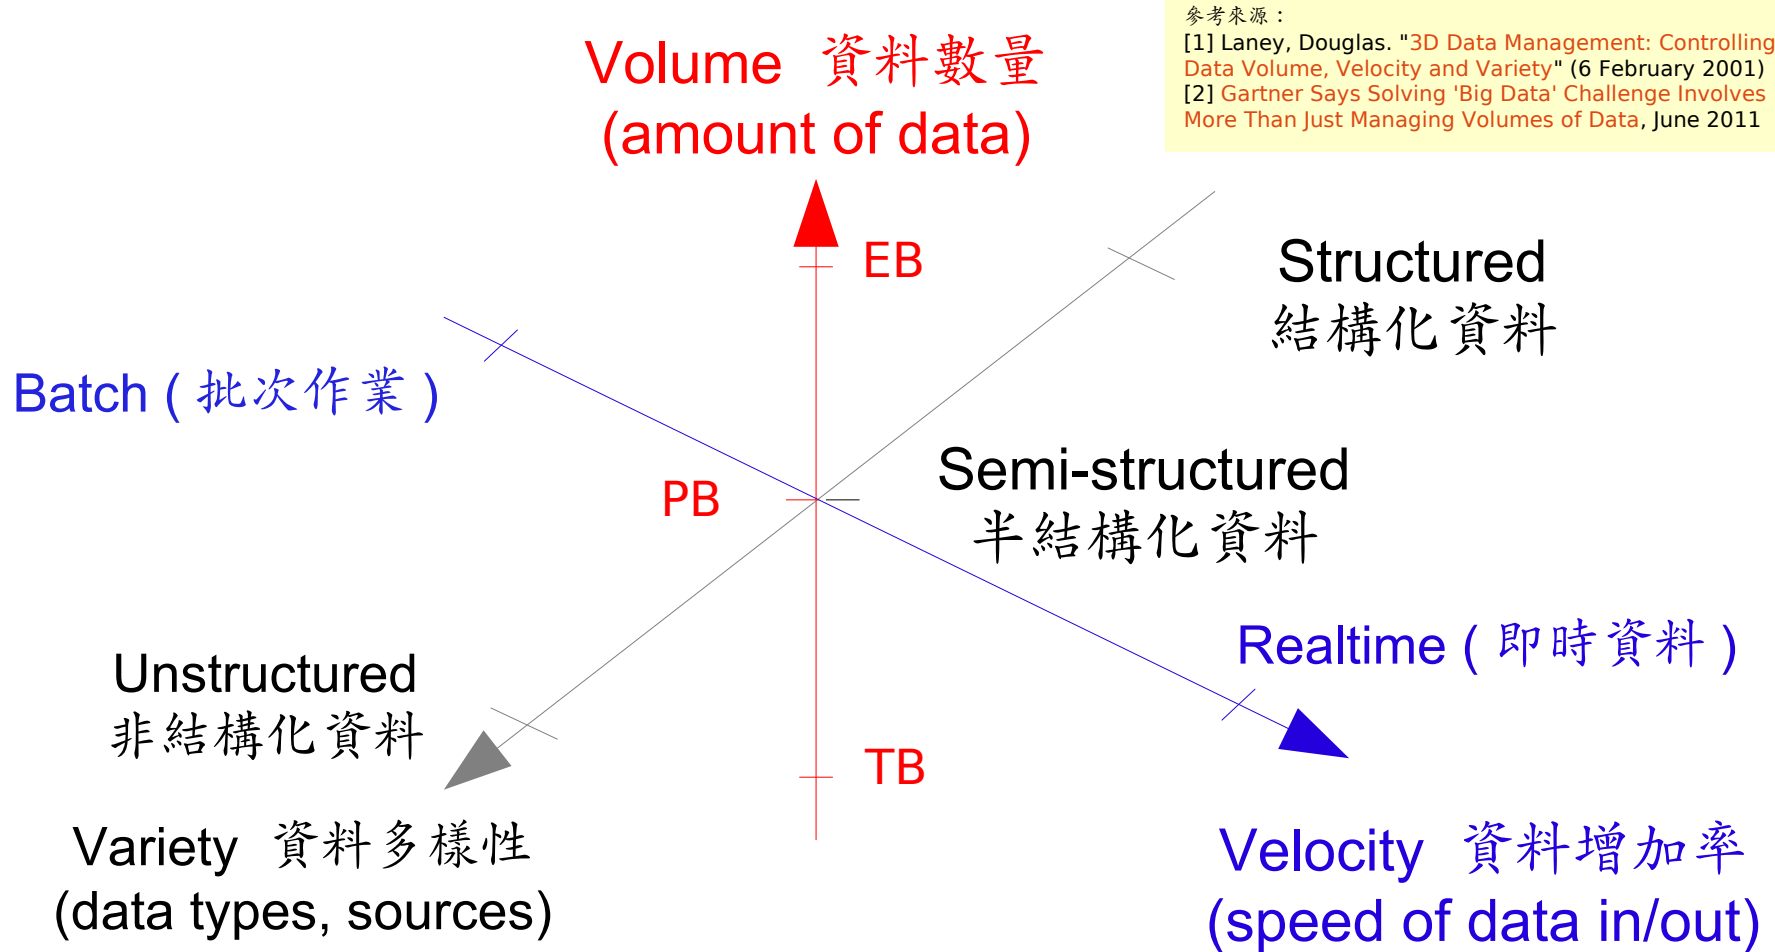 參考來源：
[1] Laney, Douglas. "3D Data Management: Controlling
Data Volume, Velocity and Variety" (6 February 2001)
[2] Gartner Says Solving 'Big Data' Challenge Involves
More Than Just Managing Volumes of Data, June 2011
Volume 資料數量
(amount of data)
EB
Structured
結構化資料
Batch ( 批次作業 )
PB
Semi-structured
半結構化資料
Realtime ( 即時資料 )
Unstructured
非結構化資料
TB
Variety 資料多樣性
(data types, sources)
Velocity 資料增加率
(speed of data in/out)